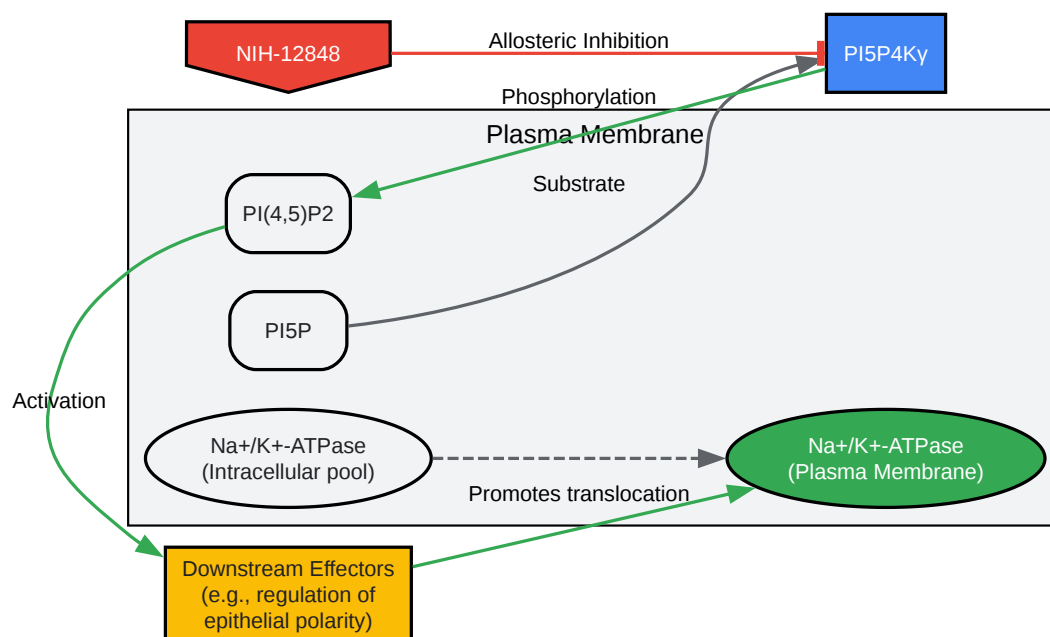 NIH-12848
Allosteric Inhibition
PI5P4Kγ
Phosphorylation
Plasma Membrane
Substrate
PI(4,5)P2
PI5P
Activation
Na+/K+-ATPase
(Intracellular pool)
Na+/K+-ATPase
(Plasma Membrane)
Promotes translocation
Downstream Effectors
(e.g., regulation of
epithelial polarity)